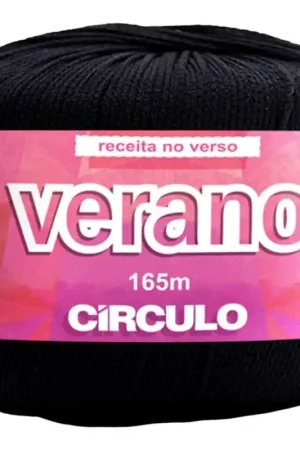 receita no verso
verano
165m
CÍRCULO